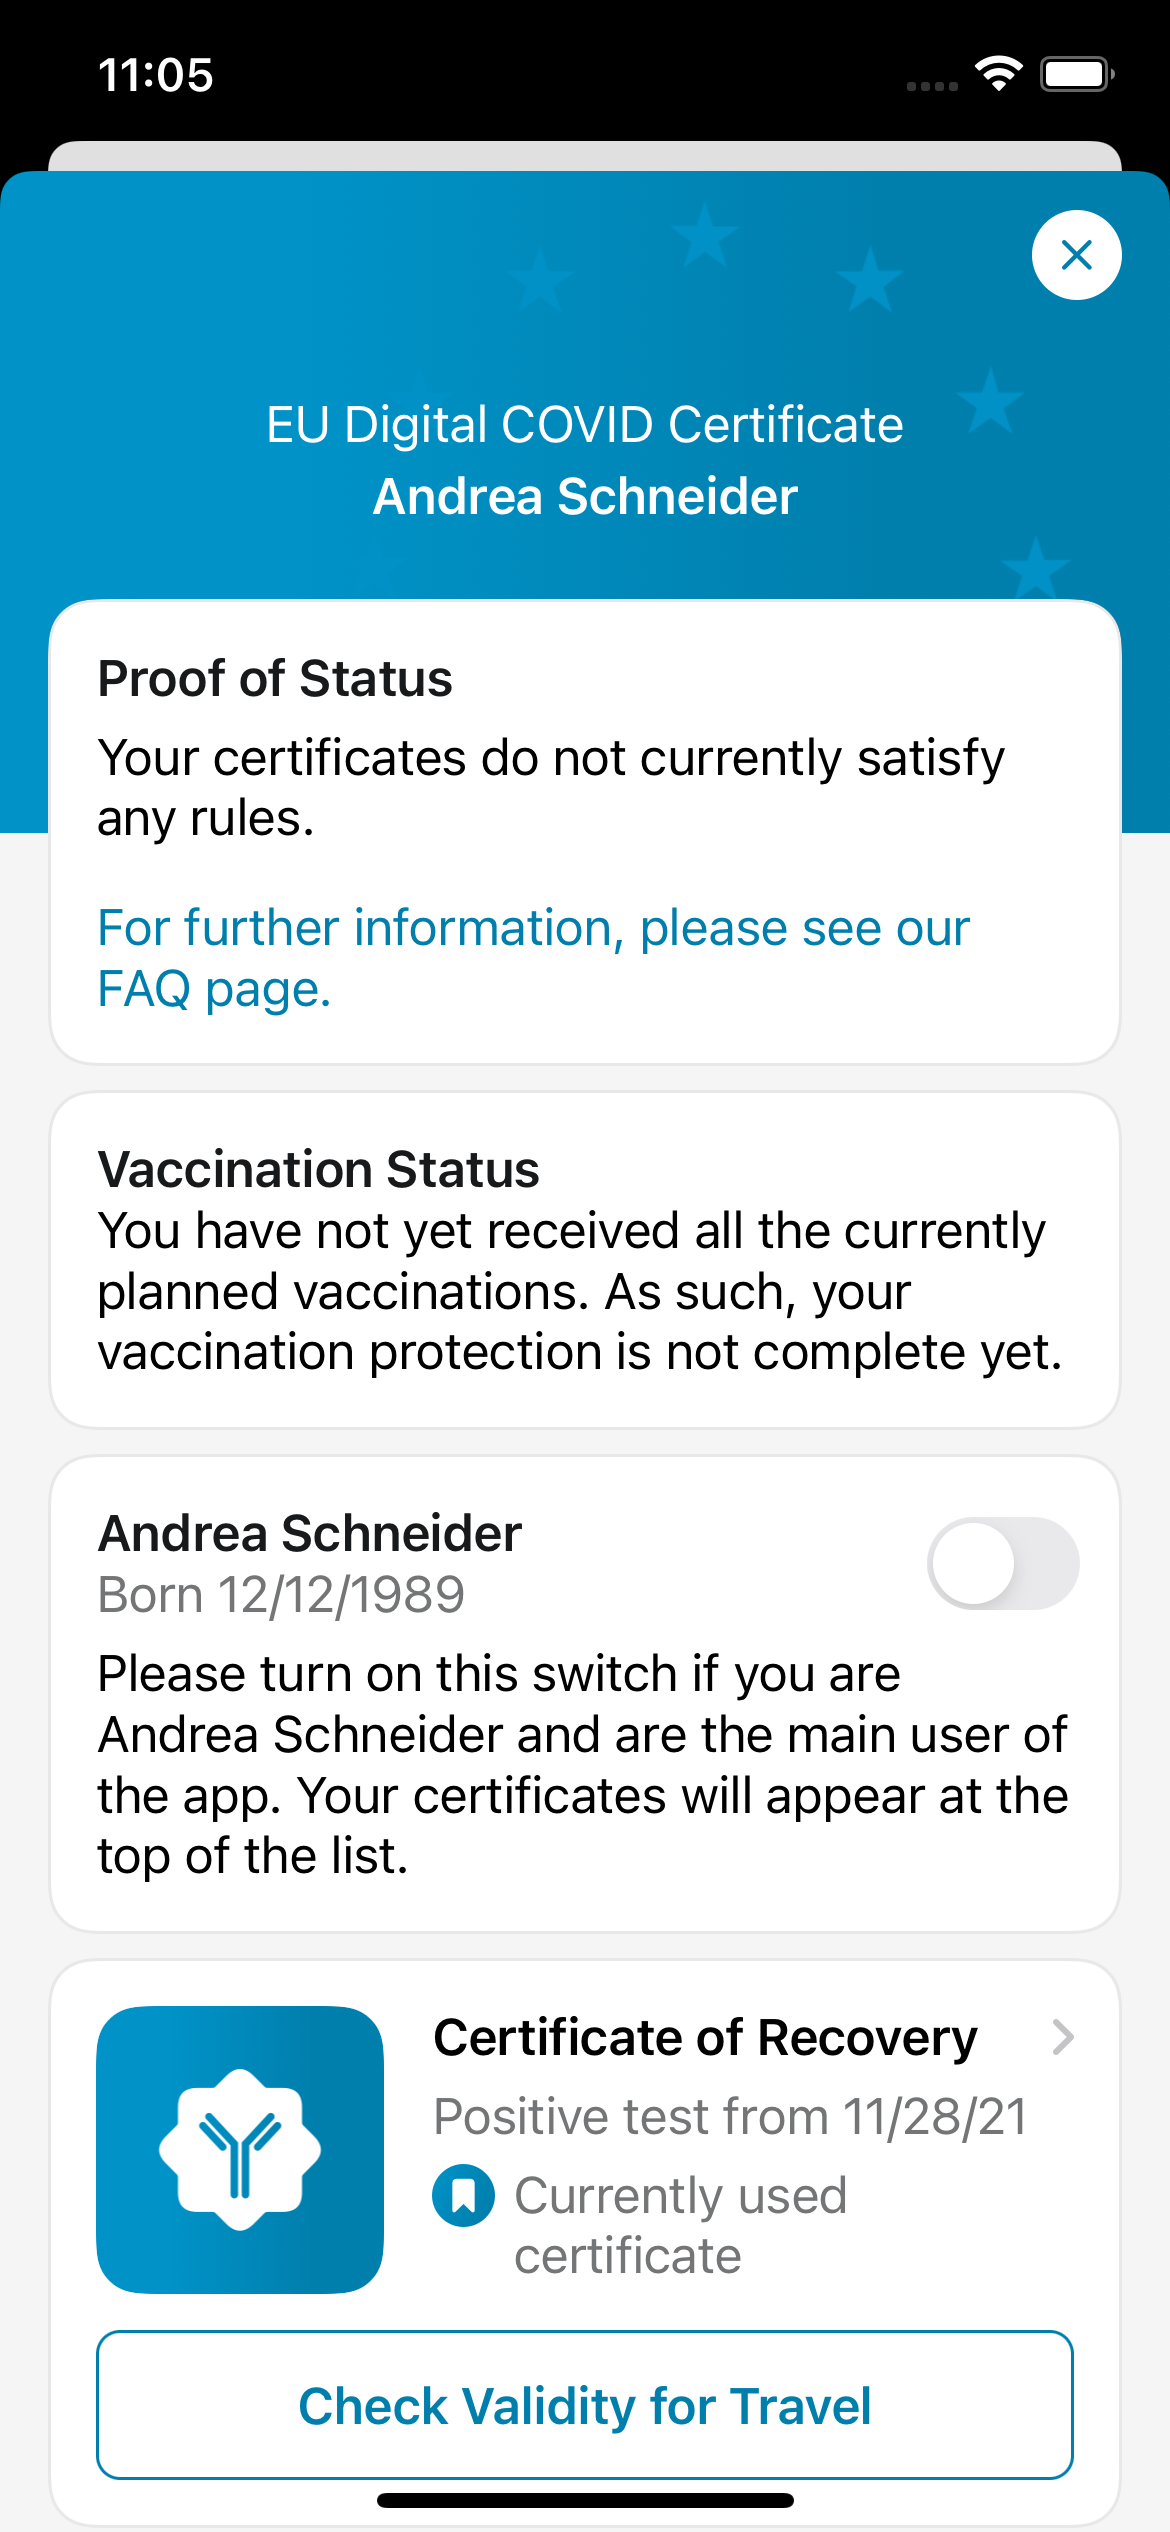 11:05
EU Digital COVID Certificate
Andrea Schneider
Proof of Status
Your certificates do not currently satisfy
any rules.
For further information, please see our
FAQ page.
Vaccination Status
You have not yet received all the currently
planned vaccinations. As such, your
vaccination protection is not complete yet.
Andrea Schneider
Born 12/12/1989
Please turn on this switch if you are
Andrea Schneider and are the main user of
the app. Your certificates will appear at the
top of the list.
Certificate of Recovery
Positive test from 11/28/21
Currently used
certificate
Check Validity for Travel